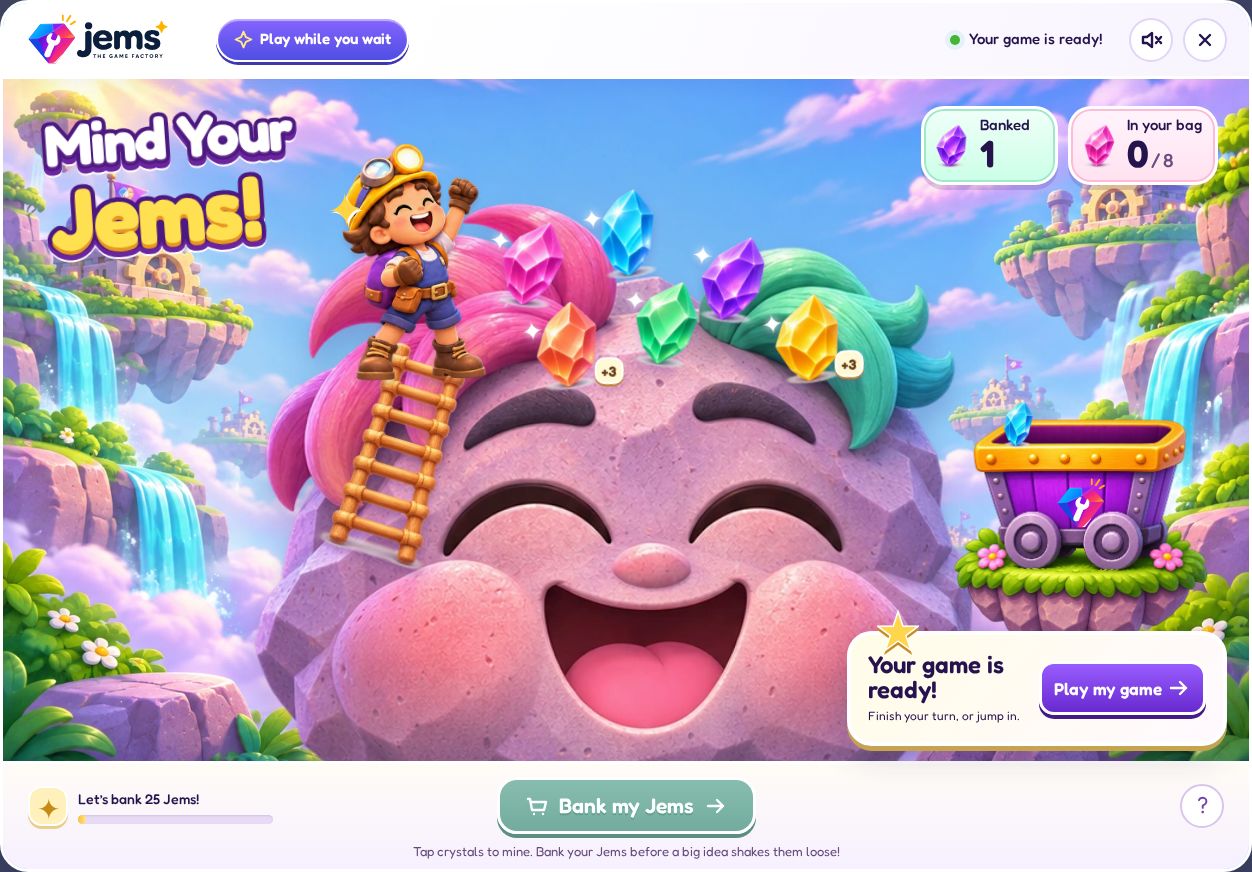 jems
THE GAME FACTORY
Play while you wait
Your game is ready!
Mind Your
Jems!
Banked
1
In your bag
0 / 8
+3
+3
Your game is
ready!
Finish your turn, or jump in.
Play my game
Let's bank 25 Jems!
Bank my Jems
?
Tap crystals to mine. Bank your Jems before a big idea shakes them loose!